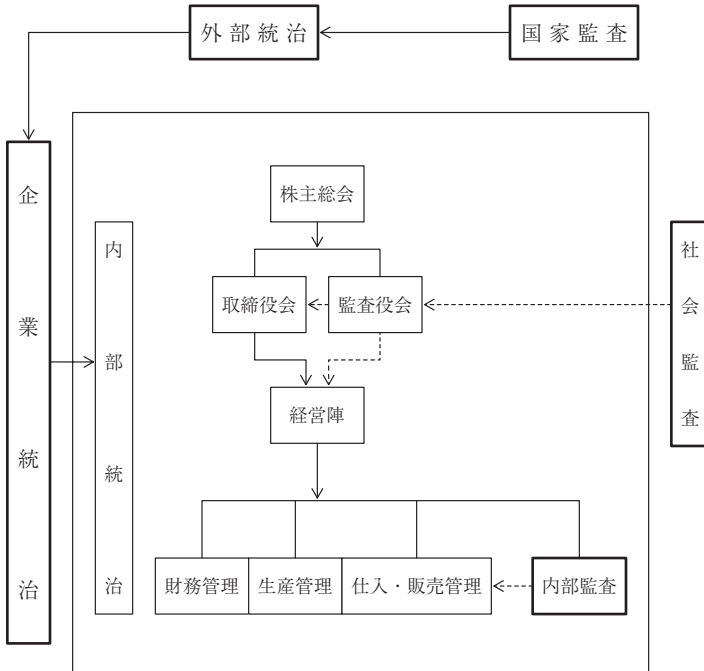 外部統治
国家監査
企業統治
内部統治
株主総会
取締役会
監査役会
社会監査
経営陣
財務管理
生産管理
仕入・販売管理
内部監査